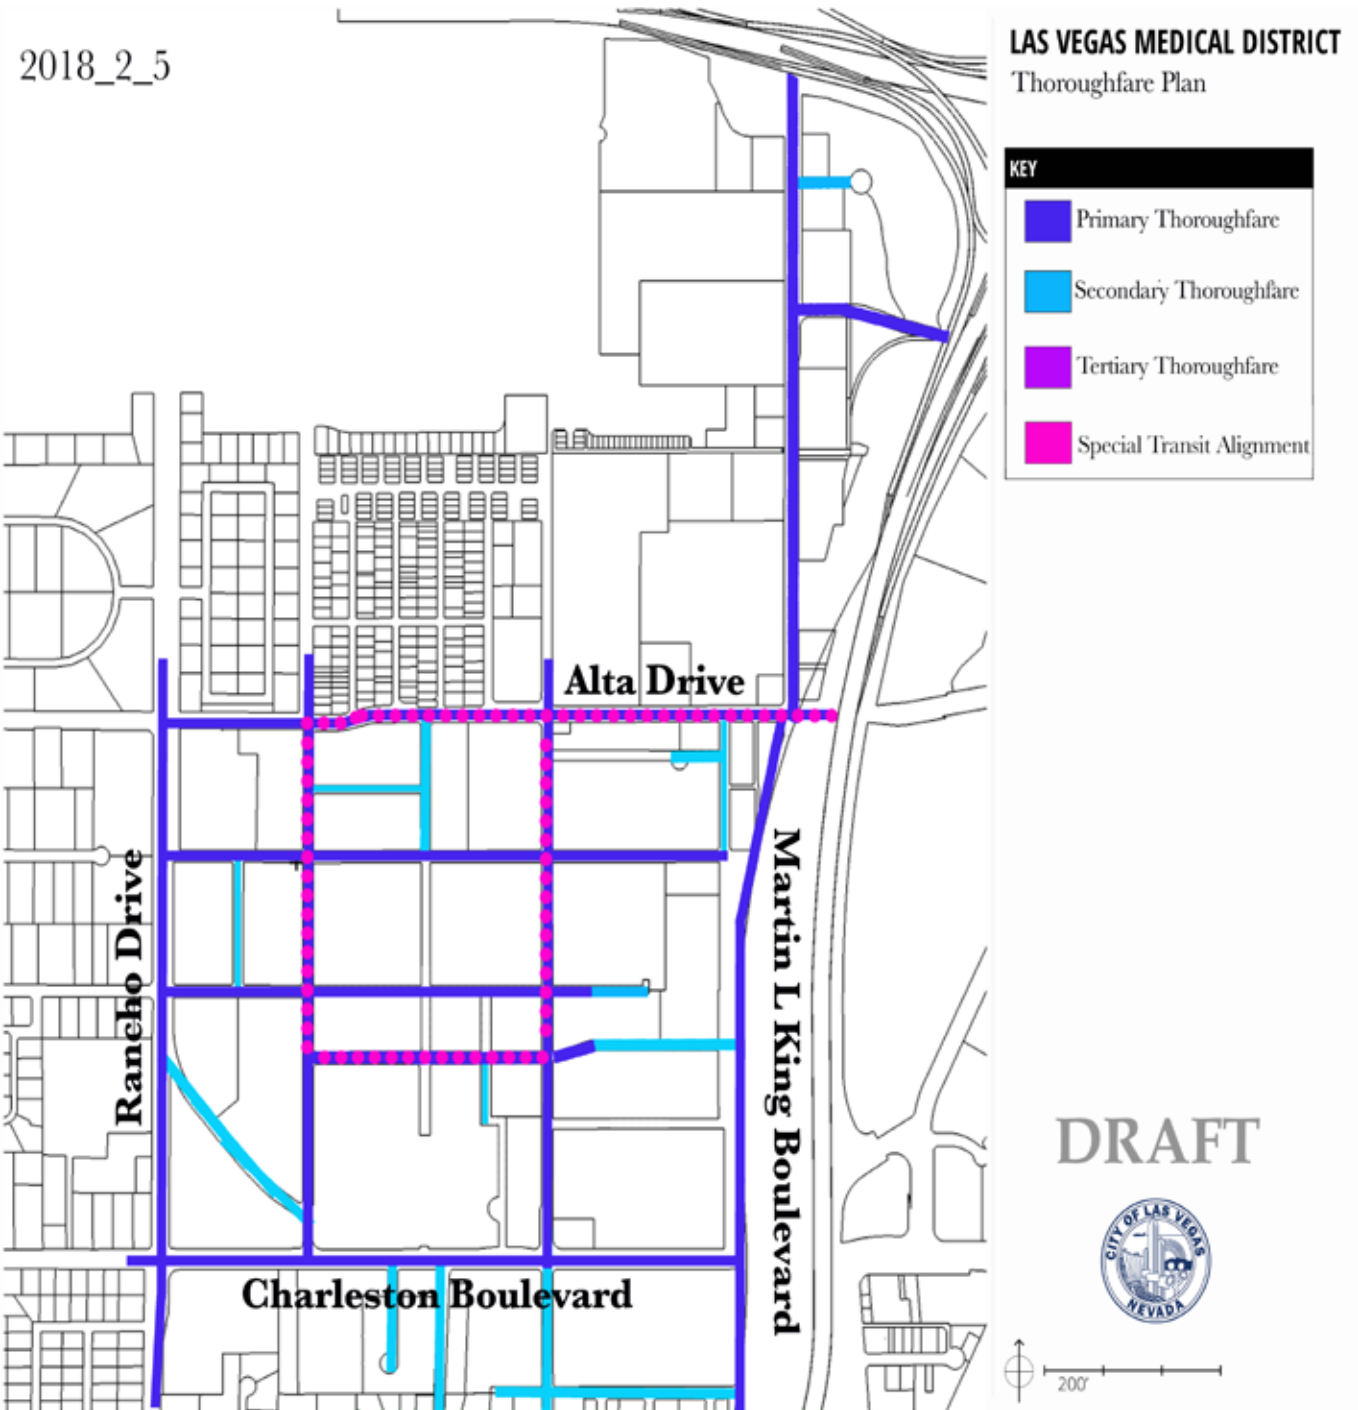 2018_2_5
LAS VEGAS MEDICAL DISTRICT
Thoroughfare Plan
KEY
Primary Thoroughfare
Secondary Thoroughfare
Tertiary Thoroughfare
Special Transit Alignment
Alta Drive
Rancho Drive
Martin L King Boulevard
Charleston Boulevard
DRAFT
CITY OF LAS VEGAS
NEVADA
200'